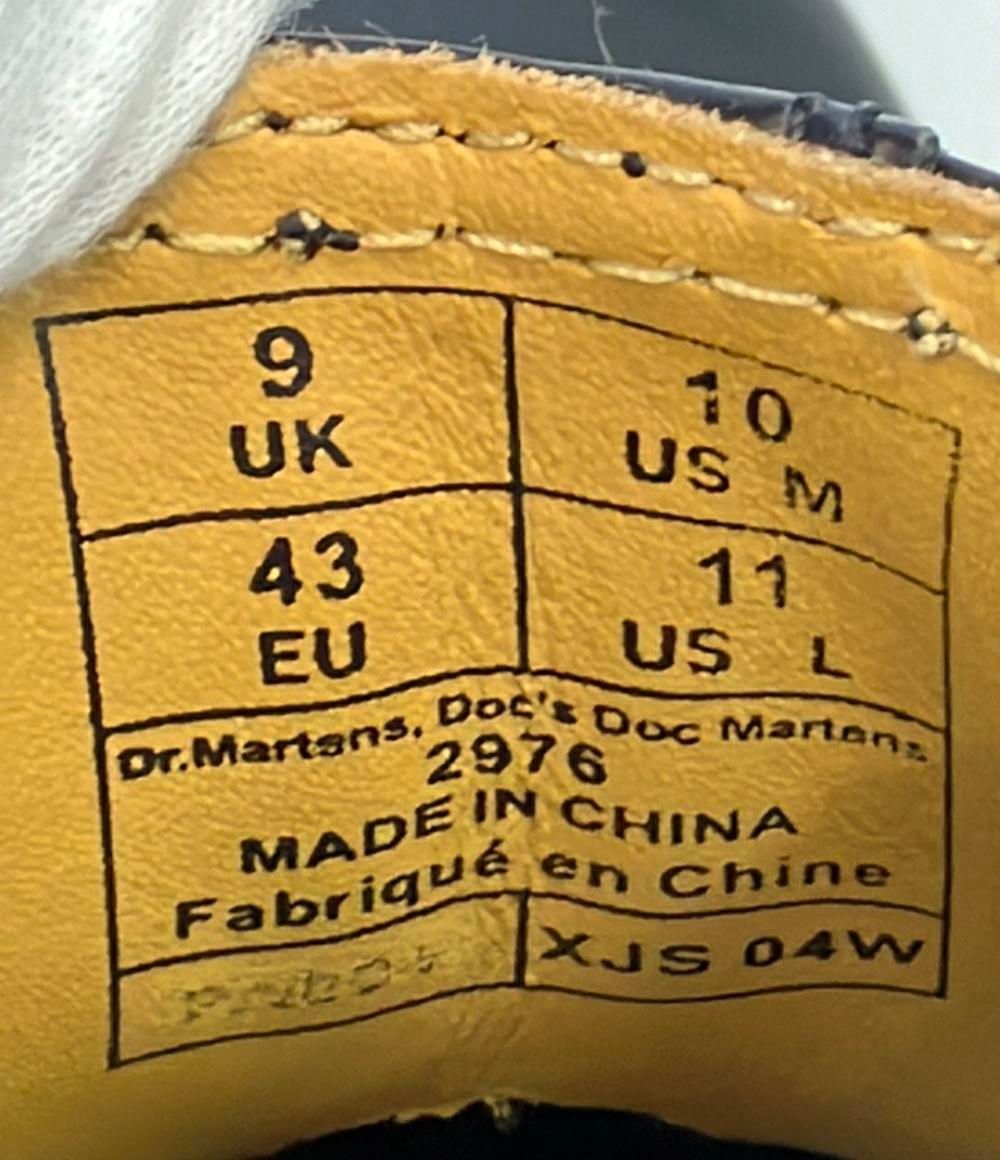 9
UK
10
US M
43
EU
11
US L
Dr.Martens, Doc's Doc Martens
2976
MADE IN CHINA
Fabriqué en Chine
XJS 04W